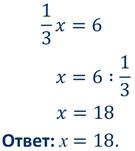 1/3 x = 6
x = 6 : 1/3
x = 18
Ответ: x = 18.